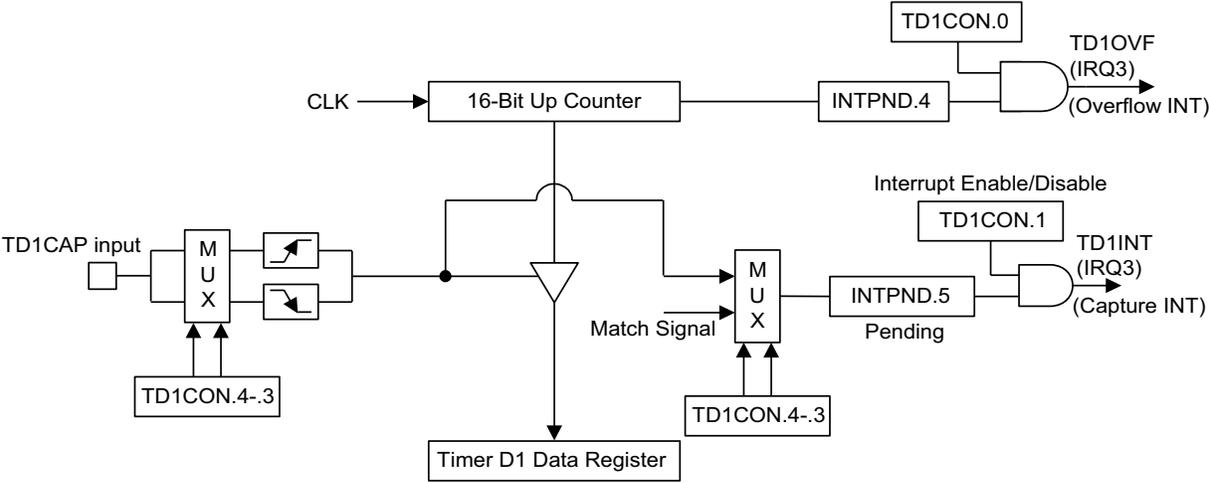 TD1CON.0
TD1OVF
(IRQ3)
(Overflow INT)
CLK
16-Bit Up Counter
INTPND.4
Interrupt Enable/Disable
TD1CON.1
TD1INT
(IRQ3)
(Capture INT)
TD1CAP input
M
U
X
M
U
X
INTPND.5
Pending
Match Signal
TD1CON.4-.3
TD1CON.4-.3
Timer D1 Data Register